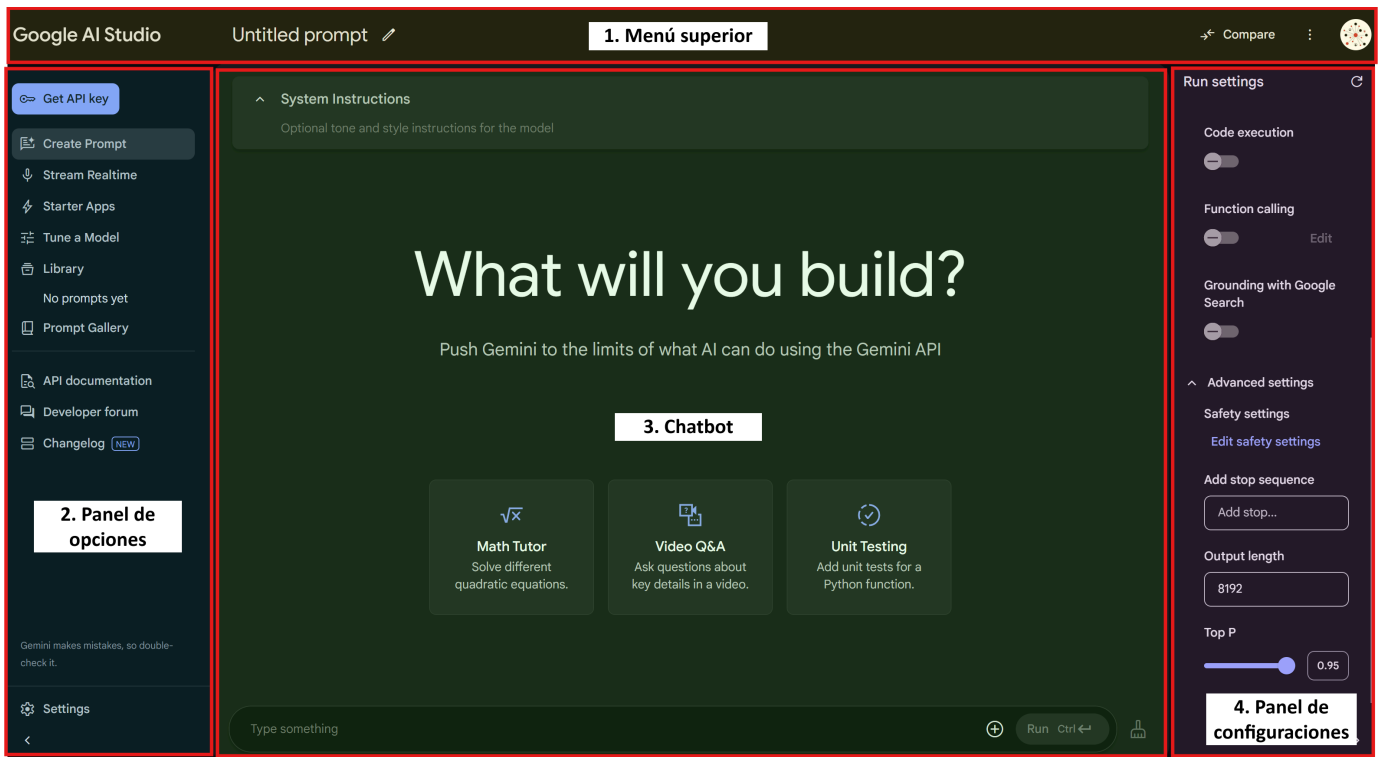 Google AI Studio
Untitled prompt
1. Menú superior
Compare
Get API key
Create Prompt
Stream Realtime
Starter Apps
Tune a Model
Library
No prompts yet
Prompt Gallery
API documentation
Developer forum
Changelog NEW
2. Panel de
opciones
Gemini makes mistakes, so double-
check it.
Settings
System Instructions
Optional tone and style instructions for the model
What will you build?
Push Gemini to the limits of what AI can do using the Gemini API
3. Chatbot
Math Tutor
Solve different
quadratic equations.
Video Q&A
Ask questions about
key details in a video.
Unit Testing
Add unit tests for a
Python function.
Type something
Run Ctrl
Run settings
Code execution
Function calling
Edit
Grounding with Google
Search
Advanced settings
Safety settings
Edit safety settings
Add stop sequence
Add stop...
Output length
8192
Top P
0.95
4. Panel de
configuraciones